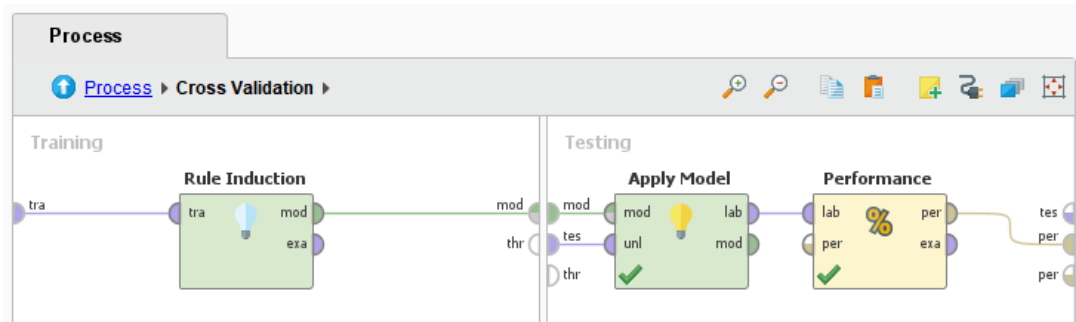 Process
Process ▸ Cross Validation ▸
Training
Testing
Rule Induction
Apply Model
Performance
tra
tra
mod
exa
mod
thr
mod
tes
thr
mod
unl
lab
mod
lab
per
%
per
exa
tes
per
per